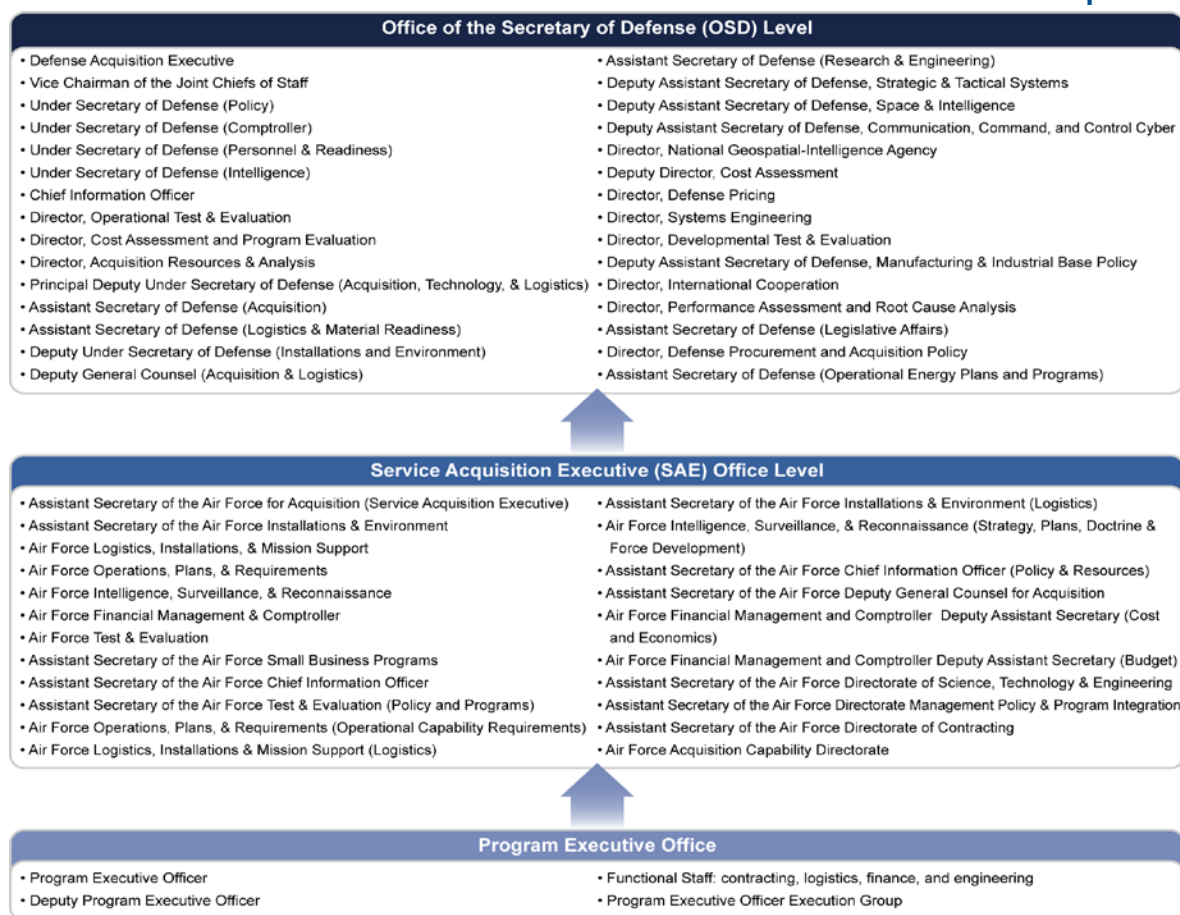 Office of the Secretary of Defense (OSD) Level
• Defense Acquisition Executive
• Vice Chairman of the Joint Chiefs of Staff
• Under Secretary of Defense (Policy)
• Under Secretary of Defense (Comptroller)
• Under Secretary of Defense (Personnel & Readiness)
• Under Secretary of Defense (Intelligence)
• Chief Information Officer
• Director, Operational Test & Evaluation
• Director, Cost Assessment and Program Evaluation
• Director, Acquisition Resources & Analysis
• Principal Deputy Under Secretary of Defense (Acquisition, Technology, & Logistics)
• Assistant Secretary of Defense (Acquisition)
• Assistant Secretary of Defense (Logistics & Material Readiness)
• Deputy Under Secretary of Defense (Installations and Environment)
• Deputy General Counsel (Acquisition & Logistics)
• Assistant Secretary of Defense (Research & Engineering)
• Deputy Assistant Secretary of Defense, Strategic & Tactical Systems
• Deputy Assistant Secretary of Defense, Space & Intelligence
• Deputy Assistant Secretary of Defense, Communication, Command, and Control Cyber
• Director, National Geospatial-Intelligence Agency
• Deputy Director, Cost Assessment
• Director, Defense Pricing
• Director, Systems Engineering
• Director, Developmental Test & Evaluation
• Deputy Assistant Secretary of Defense, Manufacturing & Industrial Base Policy
• Director, International Cooperation
• Director, Performance Assessment and Root Cause Analysis
• Assistant Secretary of Defense (Legislative Affairs)
• Director, Defense Procurement and Acquisition Policy
• Assistant Secretary of Defense (Operational Energy Plans and Programs)
Service Acquisition Executive (SAE) Office Level
• Assistant Secretary of the Air Force for Acquisition (Service Acquisition Executive)
• Assistant Secretary of the Air Force Installations & Environment
• Air Force Logistics, Installations, & Mission Support
• Air Force Operations, Plans, & Requirements
• Air Force Intelligence, Surveillance, & Reconnaissance
• Air Force Financial Management & Comptroller
• Air Force Test & Evaluation
• Assistant Secretary of the Air Force Small Business Programs
• Assistant Secretary of the Air Force Chief Information Officer
• Assistant Secretary of the Air Force Test & Evaluation (Policy and Programs)
• Air Force Operations, Plans, & Requirements (Operational Capability Requirements)
• Air Force Logistics, Installations & Mission Support (Logistics)
• Assistant Secretary of the Air Force Installations & Environment (Logistics)
• Air Force Intelligence, Surveillance, & Reconnaissance (Strategy, Plans, Doctrine &
Force Development)
• Assistant Secretary of the Air Force Chief Information Officer (Policy & Resources)
• Assistant Secretary of the Air Force Deputy General Counsel for Acquisition
• Air Force Financial Management and Comptroller Deputy Assistant Secretary (Cost
and Economics)
• Air Force Financial Management and Comptroller Deputy Assistant Secretary (Budget)
• Assistant Secretary of the Air Force Directorate of Science, Technology & Engineering
• Assistant Secretary of the Air Force Directorate Management Policy & Program Integration
• Assistant Secretary of the Air Force Directorate of Contracting
• Air Force Acquisition Capability Directorate
Program Executive Office
• Program Executive Officer
• Deputy Program Executive Officer
• Functional Staff: contracting, logistics, finance, and engineering
• Program Executive Officer Execution Group